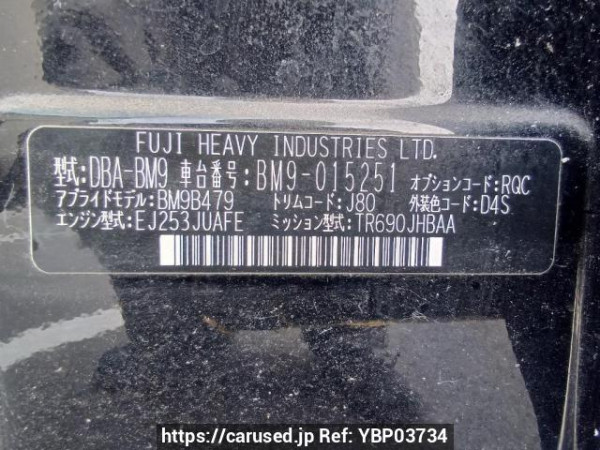 FUJI HEAVY INDUSTRIES LTD.
型式:DBA-BM9 車台番号:BM9-015251 オプションコード:RQC
アプライドモデル:BM9B479 トリムコード:J80 外装色コード:D4S
エンジン型式:EJ253JUAFE ミッション型式:TR690JHBAA
https://carused.jp Ref: YBP03734